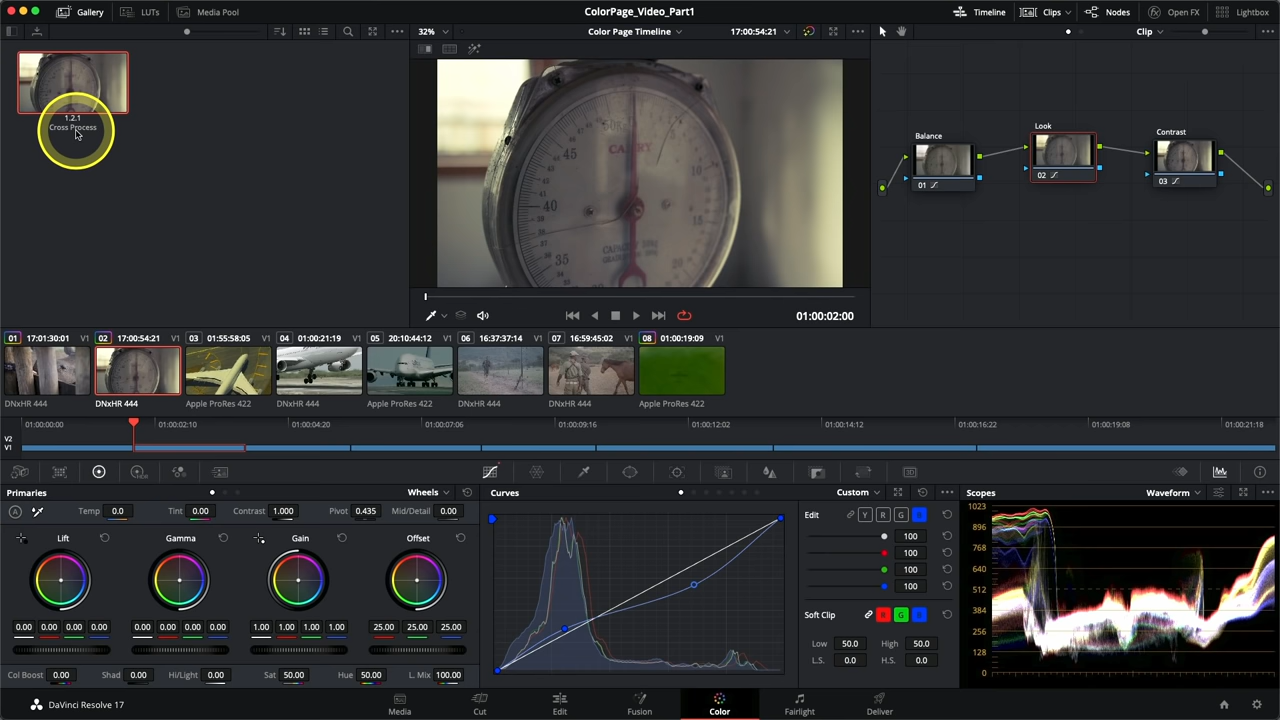 Gallery
LUTs
Media Pool
ColorPage_Video_Part1
Timeline
Clips
Nodes
Open FX
Lightbox
32%
Color Page Timeline
17:00:54:21
Clip
1.2.1
Cross Process
CAMRY
45
40
35
20
Balance
01
Look
02
Contrast
03
01:00:02:00
01 17:01:30:01 V1
02 17:00:54:21 V1
03 01:55:58:05 V1
04 01:00:21:19 V1
05 20:10:44:12 V1
06 16:37:37:14 V1
07 16:59:45:02 V1
08 01:00:19:09 V1
DNxHR 444
DNxHR 444
Apple ProRes 422
DNxHR 444
Apple ProRes 422
DNxHR 444
DNxHR 444
Apple ProRes 422
01:00:00:00
01:00:02:10
01:00:04:20
01:00:07:06
01:00:09:16
01:00:12:02
01:00:14:12
01:00:16:22
01:00:19:08
01:00:21:18
V2
V1
Primaries
Wheels
Temp 0.0 Tint 0.00 Contrast 1.000 Pivot 0.435 Mid/Detail 0.00
Lift
Gamma
Gain
Offset
0.00 0.00 0.00 0.00
0.00 0.00 0.00 0.00
1.00 1.00 1.00 1.00
25.00 25.00 25.00
Col Boost 0.00 Shad 0.00 Hi/Light 0.00 Sat 50.00 Hue 50.00 L. Mix 100.00
Curves
Custom
Edit
Y R G B
100
100
100
100
Soft Clip R G B
Low 50.0 High 50.0
L.S. 0.0 H.S. 0.0
Scopes
Waveform
1023
896
768
640
512
384
256
128
0
DaVinci Resolve 17
Media
Cut
Edit
Fusion
Color
Fairlight
Deliver